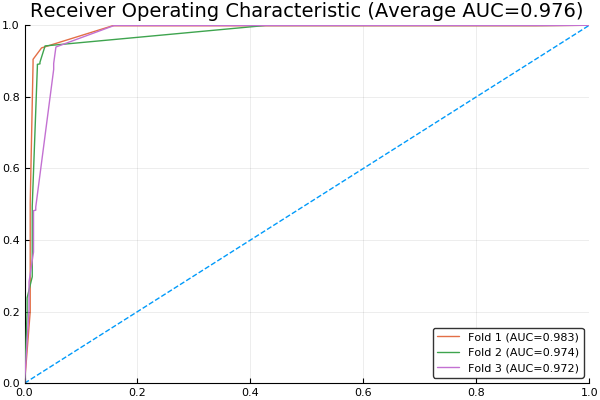 Receiver Operating Characteristic (Average AUC=0.976)
1.0
0.8
0.6
0.4
0.2
0.0
0.0 0.2 0.4 0.6 0.8 1.0
Fold 1 (AUC=0.983)
Fold 2 (AUC=0.974)
Fold 3 (AUC=0.972)